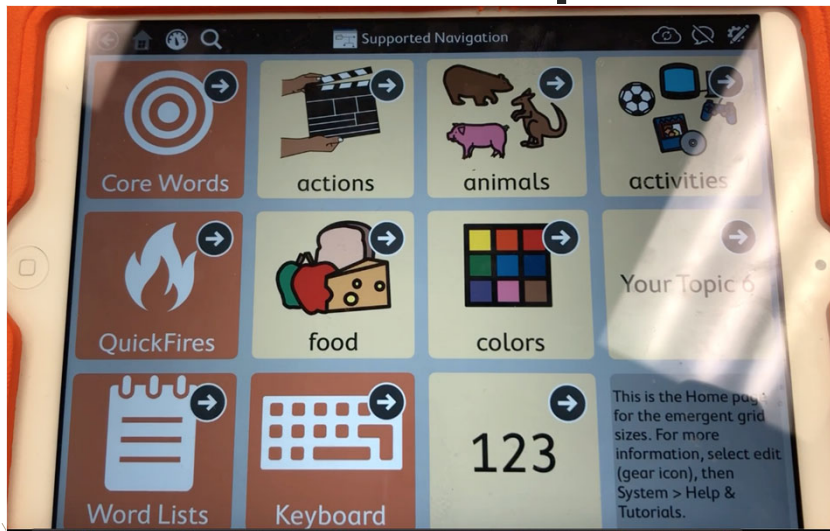 Supported Navigation
Core Words
actions
animals
activities
QuickFires
food
colors
Your Topic 6
Word Lists
Keyboard
123
This is the Home page
for the emergent grid
sizes. For more
information, select edit
(gear icon), then
System > Help &
Tutorials.